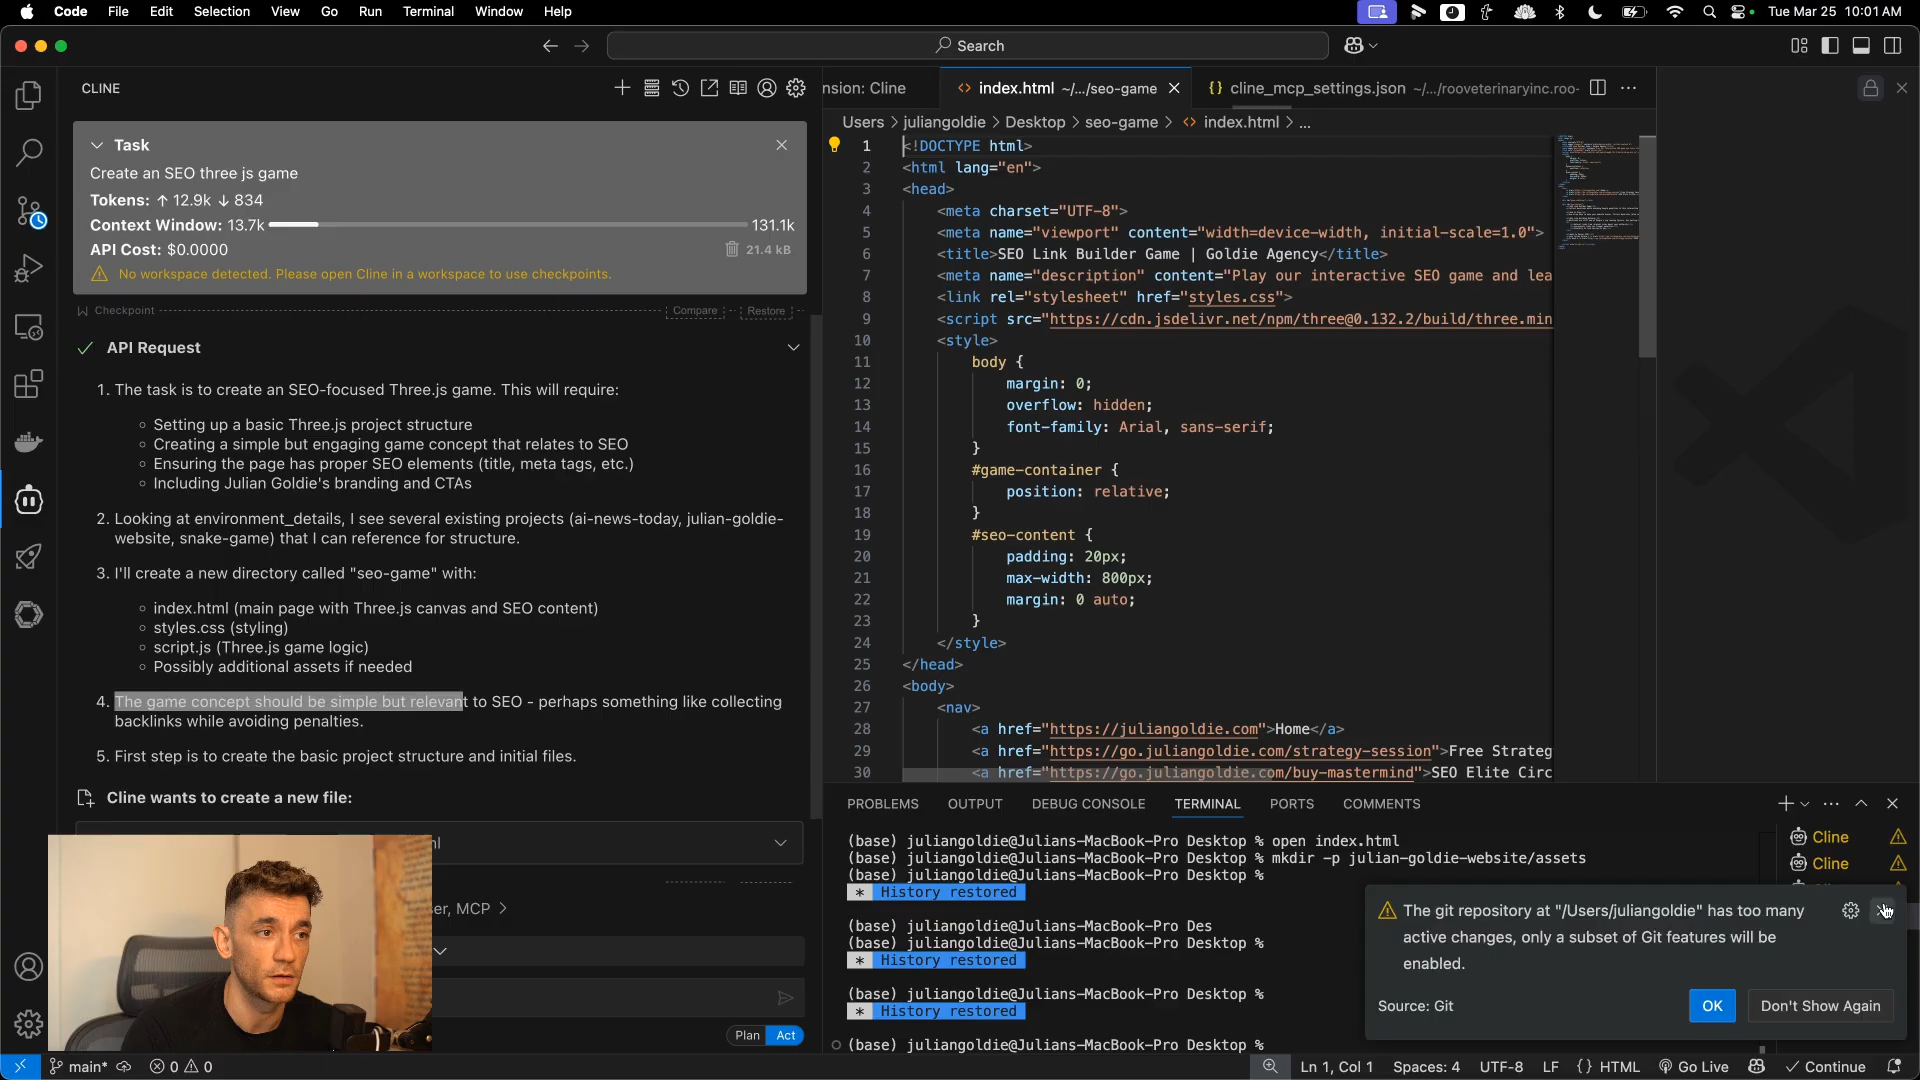 Code File Edit Selection View Go Run Terminal Window Help
Tue Mar 25 10:01 AM
Search
CLINE
Task
Create an SEO three js game
Tokens: ↑ 12.9k ↓ 834
Context Window: 13.7k 131.1k
API Cost: $0.0000
21.4 kB
No workspace detected. Please open Cline in a workspace to use checkpoints.
Checkpoint Compare Restore
API Request
1. The task is to create an SEO-focused Three.js game. This will require:
Setting up a basic Three.js project structure
Creating a simple but engaging game concept that relates to SEO
Ensuring the page has proper SEO elements (title, meta tags, etc.)
Including Julian Goldie's branding and CTAs
2. Looking at environment_details, I see several existing projects (ai-news-today, julian-goldie-
website, snake-game) that I can reference for structure.
3. I'll create a new directory called "seo-game" with:
index.html (main page with Three.js canvas and SEO content)
styles.css (styling)
script.js (Three.js game logic)
Possibly additional assets if needed
4. The game concept should be simple but relevant to SEO - perhaps something like collecting
backlinks while avoiding penalties.
5. First step is to create the basic project structure and initial files.
Cline wants to create a new file:
er, MCP >
Plan Act
nsion: Cline
<> index.html ~/.../seo-game
{} cline_mcp_settings.json ~/.../rooveterinaryinc.roo-
Users > juliangoldie > Desktop > seo-game > <> index.html > ...
1 <!DOCTYPE html>
2 <html lang="en">
3 <head>
4 <meta charset="UTF-8">
5 <meta name="viewport" content="width=device-width, initial-scale=1.0">
6 <title>SEO Link Builder Game | Goldie Agency</title>
7 <meta name="description" content="Play our interactive SEO game and lea
8 <link rel="stylesheet" href="styles.css">
9 <script src="https://cdn.jsdelivr.net/npm/three@0.132.2/build/three.min
10 <style>
11 body {
12 margin: 0;
13 overflow: hidden;
14 font-family: Arial, sans-serif;
15 }
16 #game-container {
17 position: relative;
18 }
19 #seo-content {
20 padding: 20px;
21 max-width: 800px;
22 margin: 0 auto;
23 }
24 </style>
25 </head>
26 <body>
27 <nav>
28 <a href="https://juliangoldie.com">Home</a>
29 <a href="https://go.juliangoldie.com/strategy-session">Free Strateg
30 <a href="https://go.juliangoldie.com/buy-mastermind">SEO Elite Circ
PROBLEMS OUTPUT DEBUG CONSOLE TERMINAL PORTS COMMENTS
(base) juliangoldie@Julians-MacBook-Pro Desktop % open index.html
(base) juliangoldie@Julians-MacBook-Pro Desktop % mkdir -p julian-goldie-website/assets
(base) juliangoldie@Julians-MacBook-Pro Desktop %
* History restored
(base) juliangoldie@Julians-MacBook-Pro Des
(base) juliangoldie@Julians-MacBook-Pro Desktop %
* History restored
(base) juliangoldie@Julians-MacBook-Pro Desktop %
* History restored
(base) juliangoldie@Julians-MacBook-Pro Desktop %
Cline
Cline
The git repository at "/Users/juliangoldie" has too many
active changes, only a subset of Git features will be
enabled.
Source: Git
OK Don't Show Again
main* 0 0
Ln 1, Col 1 Spaces: 4 UTF-8 LF {} HTML Go Live Continue